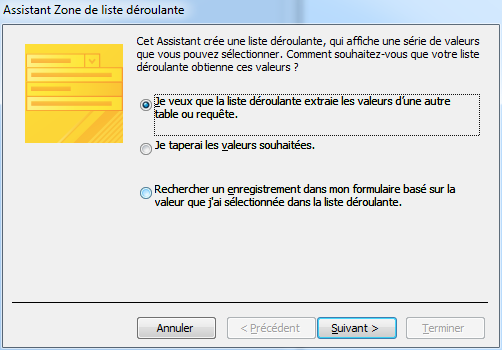 Assistant Zone de liste déroulante
Cet Assistant crée une liste déroulante, qui affiche une série de valeurs
que vous pouvez sélectionner. Comment souhaitez-vous que votre liste
déroulante obtienne ces valeurs ?
Je veux que la liste déroulante extraie les valeurs d'une autre
table ou requête.
Je taperai les valeurs souhaitées.
Rechercher un enregistrement dans mon formulaire basé sur la
valeur que j'ai sélectionnée dans la liste déroulante.
Annuler
< Précédent
Suivant >
Terminer